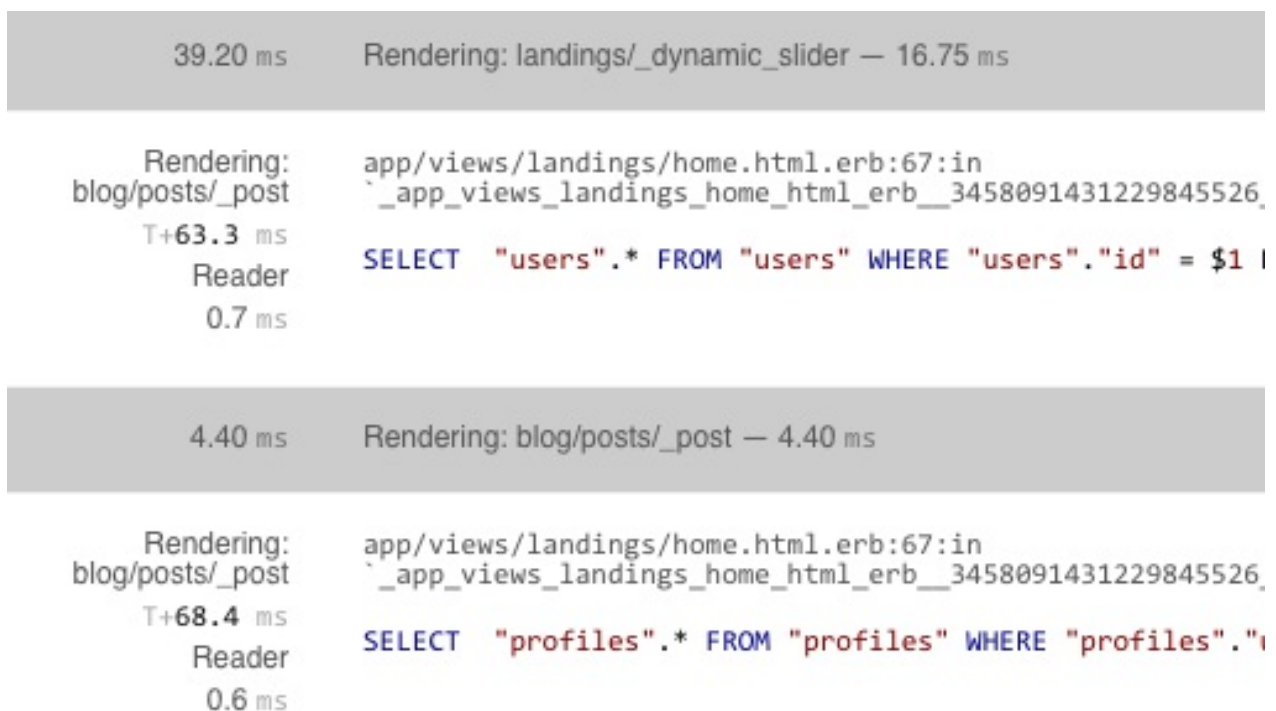 39.20 ms Rendering: landings/_dynamic_slider — 16.75 ms
Rendering: app/views/landings/home.html.erb:67:in
blog/posts/_post `_app_views_landings_home_html_erb__3458091431229845526_
T+63.3 ms
Reader SELECT "users".* FROM "users" WHERE "users"."id" = $1
0.7 ms
4.40 ms Rendering: blog/posts/_post — 4.40 ms
Rendering: app/views/landings/home.html.erb:67:in
blog/posts/_post `_app_views_landings_home_html_erb__3458091431229845526_
T+68.4 ms
Reader SELECT "profiles".* FROM "profiles" WHERE "profiles"."
0.6 ms